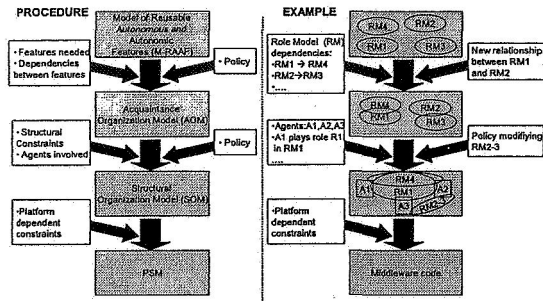 PROCEDURE
Model of Reusable
Autonomous and
Autonomic
Features (M-RAAF)
•Features needed
•Dependencies
between features
•Policy
Acquaintance
Organization Model (AOM)
•Structural
Constraints
•Agents involved
•Policy
Structural
Organization Model (SOM)
•Platform
dependent
constraints
PSM
EXAMPLE
RM4
RM2
RM1
RM3
Role Model (RM)
dependencies:
•RM1→RM4
•RM2→RM3
•....
New relationship
between RM1
and RM2
RM4
RM1
RM2
RM3
•Agents:A1,A2,A3
•A1 plays role R1
in RM1
....
Policy modifiying
RM2-3
RM4
A1
RM1
A2
A3
RM2-3
•Platform
dependent
constraints
Middleware code